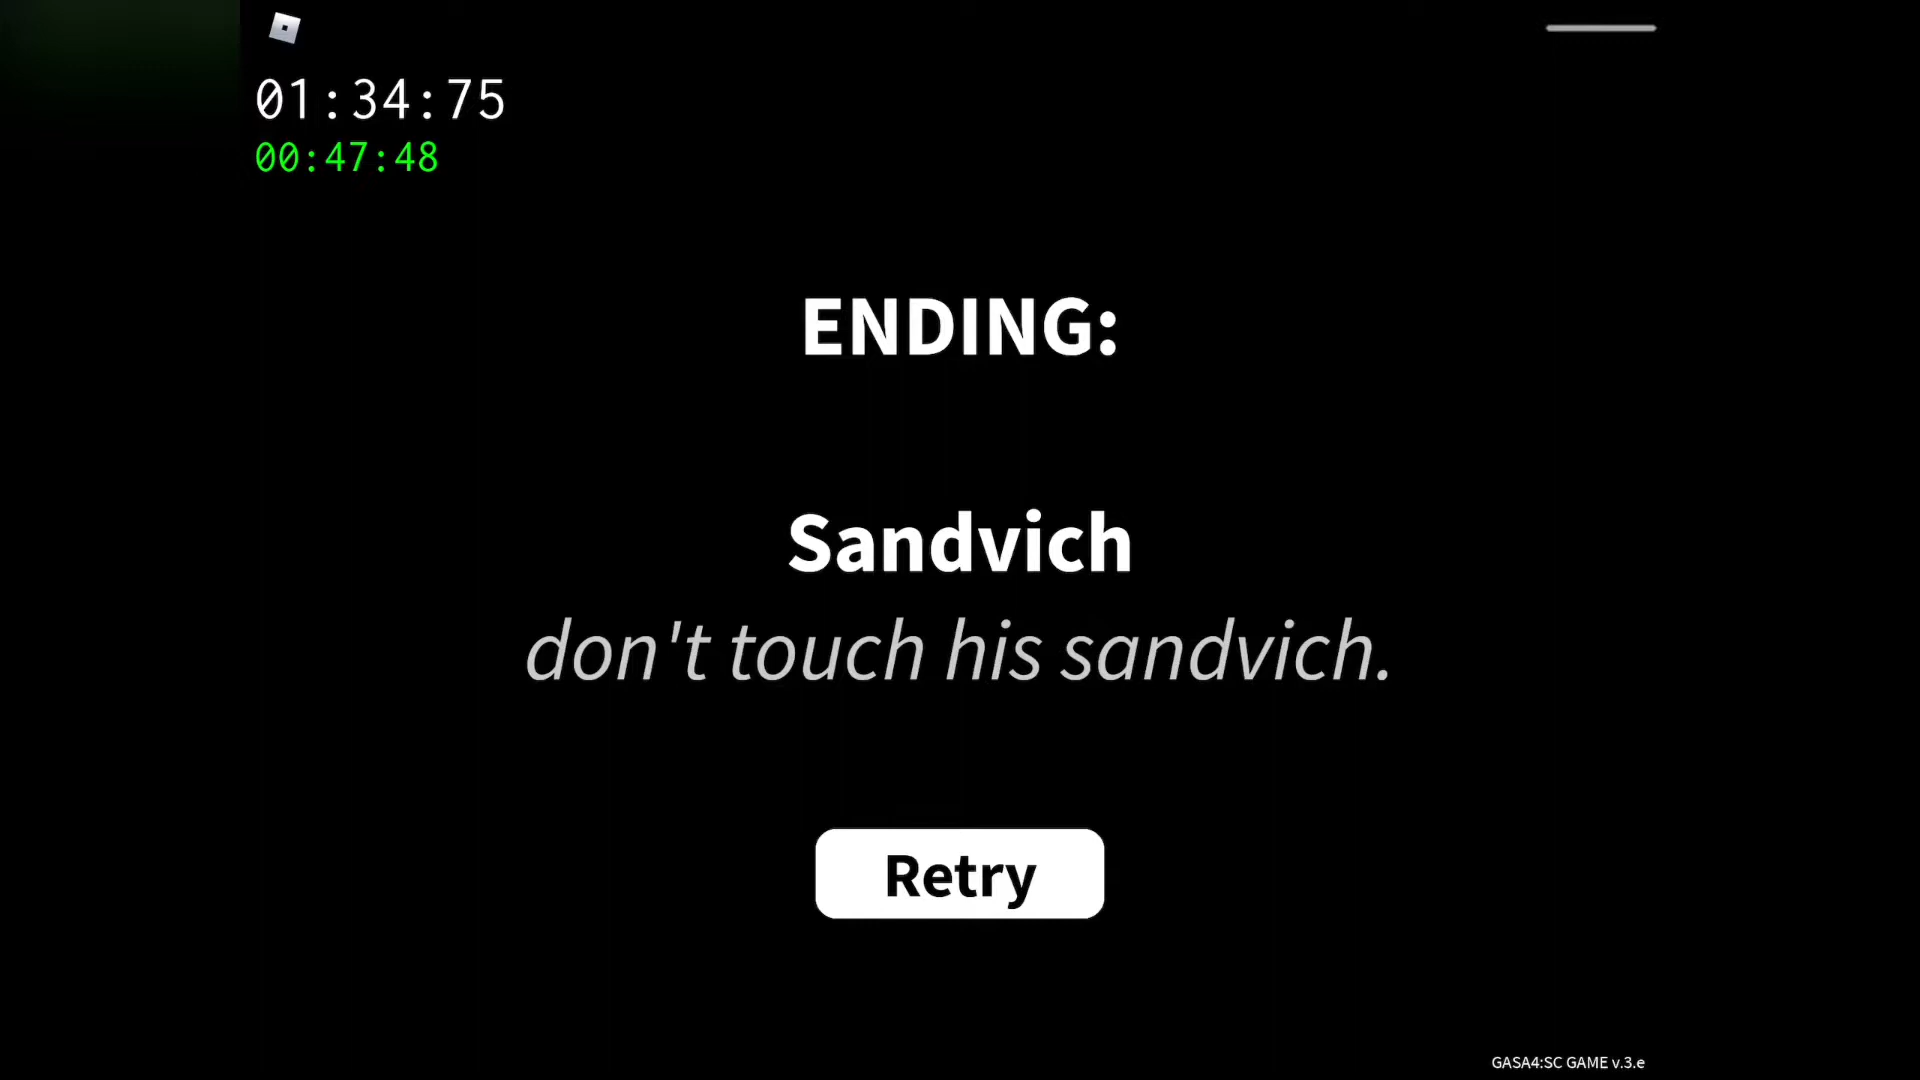 01:34:75
00:47:48
ENDING:
Sandvich
don't touch his sandvich.
Retry
GASA4:SC GAME v.3.e